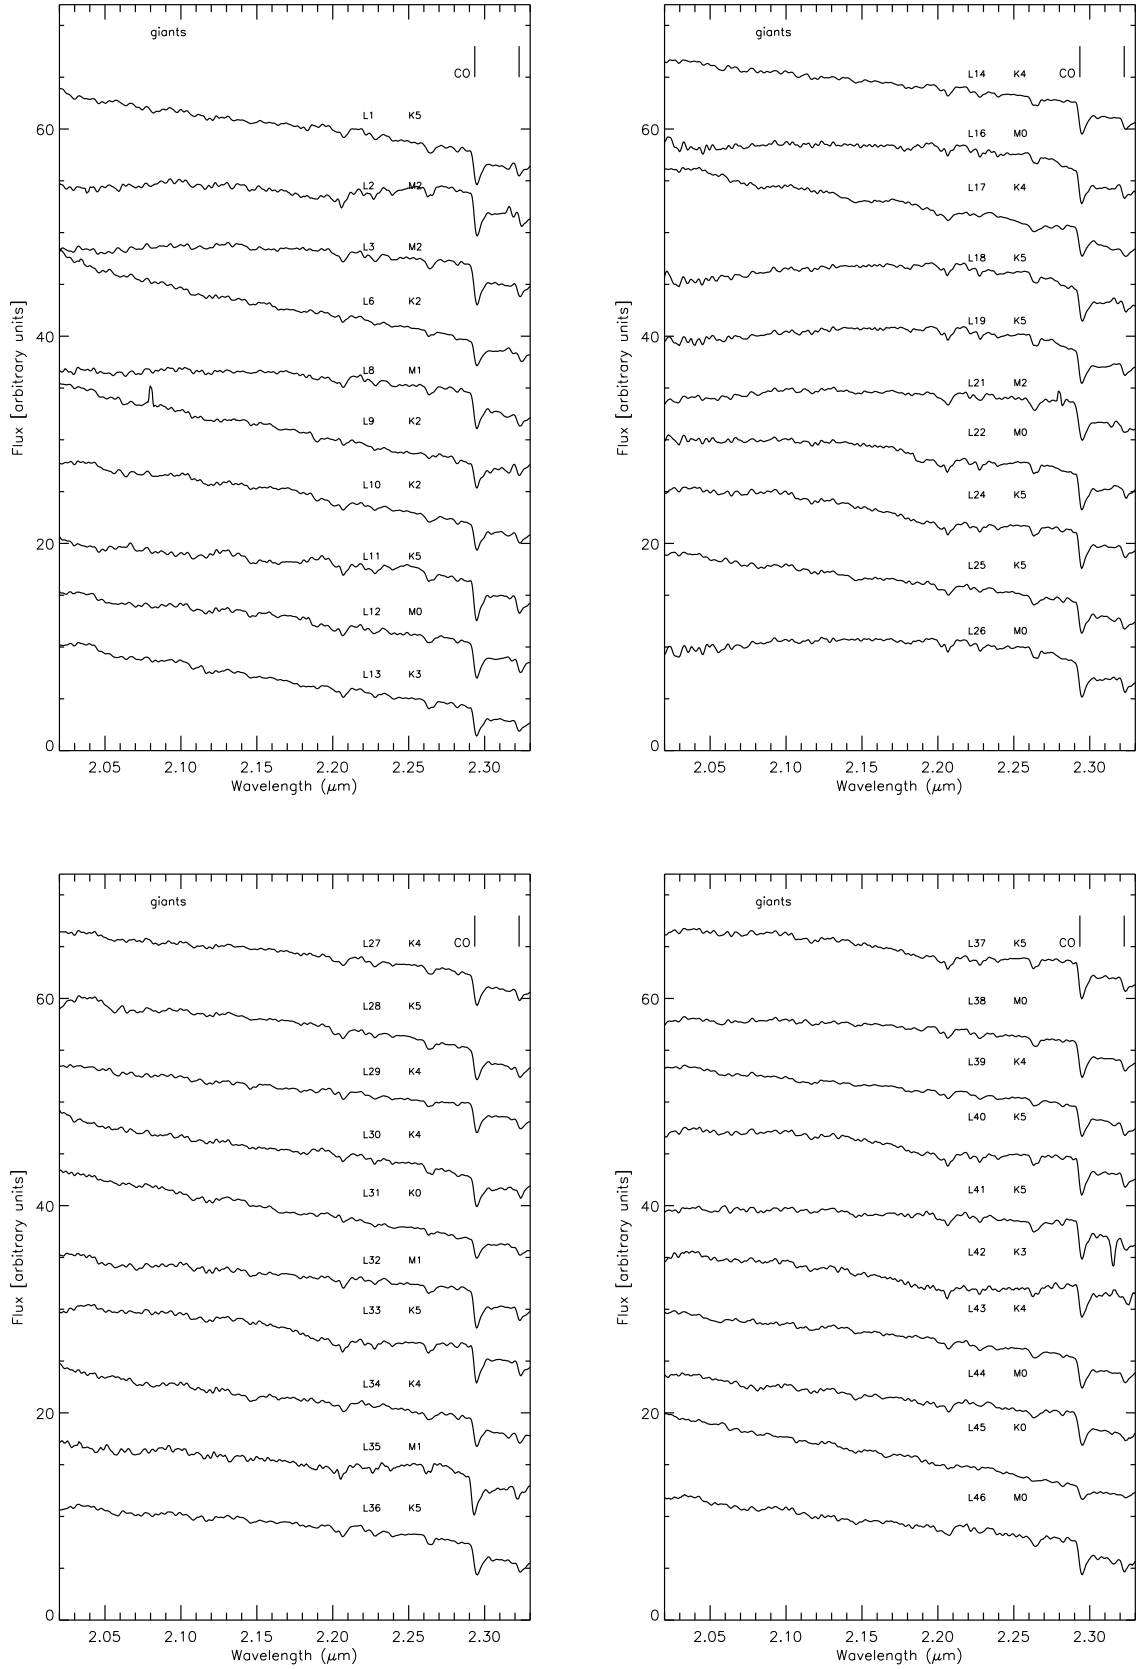 giants
CO
L1 K5
L2 M2
L3 M2
L6 K2
L8 M1
L9 K2
L10 K2
L11 K5
L12 M0
L13 K3
60
40
20
0
Flux [arbitrary units]
2.05 2.10 2.15 2.20 2.25 2.30
Wavelength (μm)
giants
CO
L14 K4
L16 M0
L17 K4
L18 K5
L19 K5
L21 M2
L22 M0
L24 K5
L25 K5
L26 M0
60
40
20
0
Flux [arbitrary units]
2.05 2.10 2.15 2.20 2.25 2.30
Wavelength (μm)
giants
CO
L27 K4
L28 K5
L29 K4
L30 K4
L31 K0
L32 M1
L33 K5
L34 K4
L35 M1
L36 K5
60
40
20
0
Flux [arbitrary units]
2.05 2.10 2.15 2.20 2.25 2.30
Wavelength (μm)
giants
CO
L37 K5
L38 M0
L39 K4
L40 K5
L41 K5
L42 K3
L43 K4
L44 M0
L45 K0
L46 M0
60
40
20
0
Flux [arbitrary units]
2.05 2.10 2.15 2.20 2.25 2.30
Wavelength (μm)